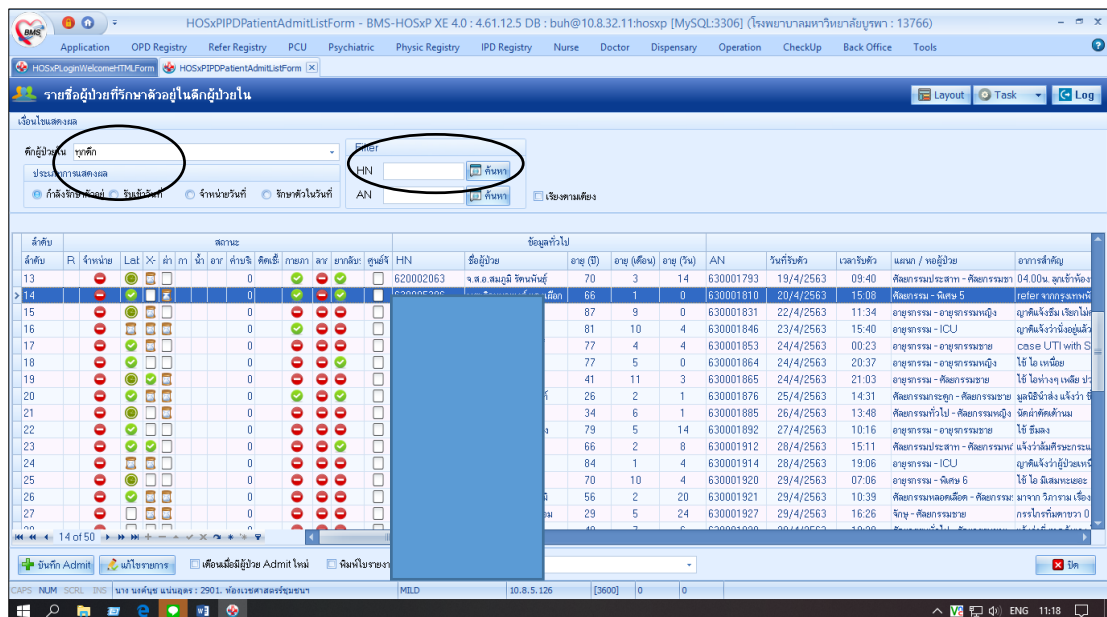 HOSxPIPDPatientAdmitListForm - BMS-HOSxP XE 4.0 : 4.61.12.5 DB : buh@10.8.32.11:hosxp [MySQL:3306] (โรงพยาบาลมหาวิทยาลัยบูรพา : 13766)
BMS
Application OPD Registry Refer Registry PCU Psychiatric Physic Registry IPD Registry Nurse Doctor Dispensary Operation CheckUp Back Office Tools
HOSxPLoginWelcomeHTMLForm HOSxPIPDPatientAdmitListForm
รายชื่อผู้ป่วยที่รักษาตัวอยู่ในตึกผู้ป่วยใน Layout Task Log
เงื่อนไขแสดงผล
ตึกผู้ป่วยใน ทุกตึก Filter
ประเภทการแสดงผล HN ค้นหา
กำลังรักษาตัวอยู่ รับเข้าวันที่ จำหน่ายวันที่ รักษาตัวในวันที่ AN ค้นหา เรียงตามเตียง
ลำดับ สถานะ ข้อมูลทั่วไป
ลำดับ R จำหน่าย Lab X- ผ่า กา น้ำ อาร ค่าบริ ติดเชื้ กายภา ลาร ยากลับ: ศูนย์จั HN ชื่อผู้ป่วย อายุ (ปี) อายุ (เดือน) อายุ (วัน) AN วันที่รับตัว เวลารับตัว แผนก / หอผู้ป่วย อาการสำคัญ
13 0 620002063 จ.ส.อ.สมภูมิ รัตนพันธุ์ 70 3 14 630001793 19/4/2563 09:40 ศัลยกรรมประสาท - ศัลยกรรมชา 04.00น. ลูกเข้าห้อง
14 0 66 1 0 630001810 20/4/2563 15:08 ศัลยกรรม - พิเศษ 5 refer จากกรุงเทพพั
15 0 87 9 0 630001831 22/4/2563 11:34 อายุรกรรม - อายุรกรรมหญิง ญาติแจ้งซึม เรียกไม่
16 0 81 10 4 630001846 23/4/2563 15:40 อายุรกรรม - ICU ญาติแจ้งว่านั่งอยู่แล้ว
17 0 77 4 4 630001853 24/4/2563 00:23 อายุรกรรม - อายุรกรรมชาย case UTI with S
18 0 77 5 0 630001864 24/4/2563 20:37 อายุรกรรม - อายุรกรรมหญิง ไข้ ไอ เหนื่อย
19 0 41 11 3 630001865 24/4/2563 21:03 อายุรกรรม - ศัลยกรรมชาย ไข้ ไอห่างๆ เพลีย ปว
20 0 26 2 1 630001876 25/4/2563 14:31 ศัลยกรรมกระดูก - ศัลยกรรมชาย มูลนิธินำส่ง แจ้งว่า
21 0 34 6 1 630001885 26/4/2563 13:48 ศัลยกรรมทั่วไป - ศัลยกรรมหญิง นัดผ่าตัดเต้านม
22 0 79 5 14 630001892 27/4/2563 10:16 อายุรกรรม - อายุรกรรมชาย ไข้ ซึมลง
23 0 66 2 8 630001912 28/4/2563 15:11 ศัลยกรรมประสาท - ศัลยกรรมหญ แจ้งว่าล้มศีรษะกระแ
24 0 84 1 4 630001914 28/4/2563 19:06 อายุรกรรม - ICU ญาติแจ้งว่าผู้ป่วยเหนื
25 0 70 10 4 630001920 29/4/2563 07:06 อายุรกรรม - พิเศษ 6 ไข้ ไอ มีเสมหะเยอะ
26 0 56 2 20 630001921 29/4/2563 10:39 ศัลยกรรมหลอดเลือด - ศัลยกรรม: มาจาก วิภาราม เรื่อง
27 0 29 5 24 630001927 29/4/2563 16:26 จักษุ - ศัลยกรรมชาย กรรไกรทิ่มตาขวา 0
14 of 50
บันทึก Admit แก้ไขรายการ เตือนเมื่อมีผู้ป่วย Admit ใหม่ พิมพ์ใบรายงา ปิด
CAPS NUM SCRL INS นาง นงค์นุช แน่นอุดร : 2901. ห้องเวชศาสตร์ชุมชนฯ MILD 10.8.5.126 [3600] 0 0
ENG 11:18